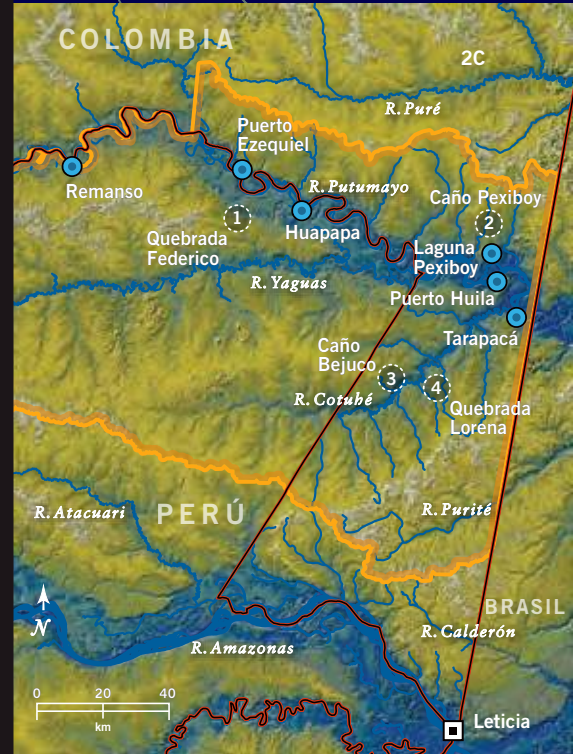 COLOMBIA
2C
R. Puré
Puerto
Ezequiel
Remanso
R. Putumayo
Caño Pexiboy
1
2
Huapapa
Quebrada
Federico
Laguna
Pexiboy
R. Yaguas
Puerto Huila
Tarapacá
Caño
Bejuco
3
4
R. Cotuhé
Quebrada
Lorena
R. Atacuari
PERÚ
R. Purité
N
BRASIL
R. Calderón
R. Amazonas
0 20 40
km
Leticia